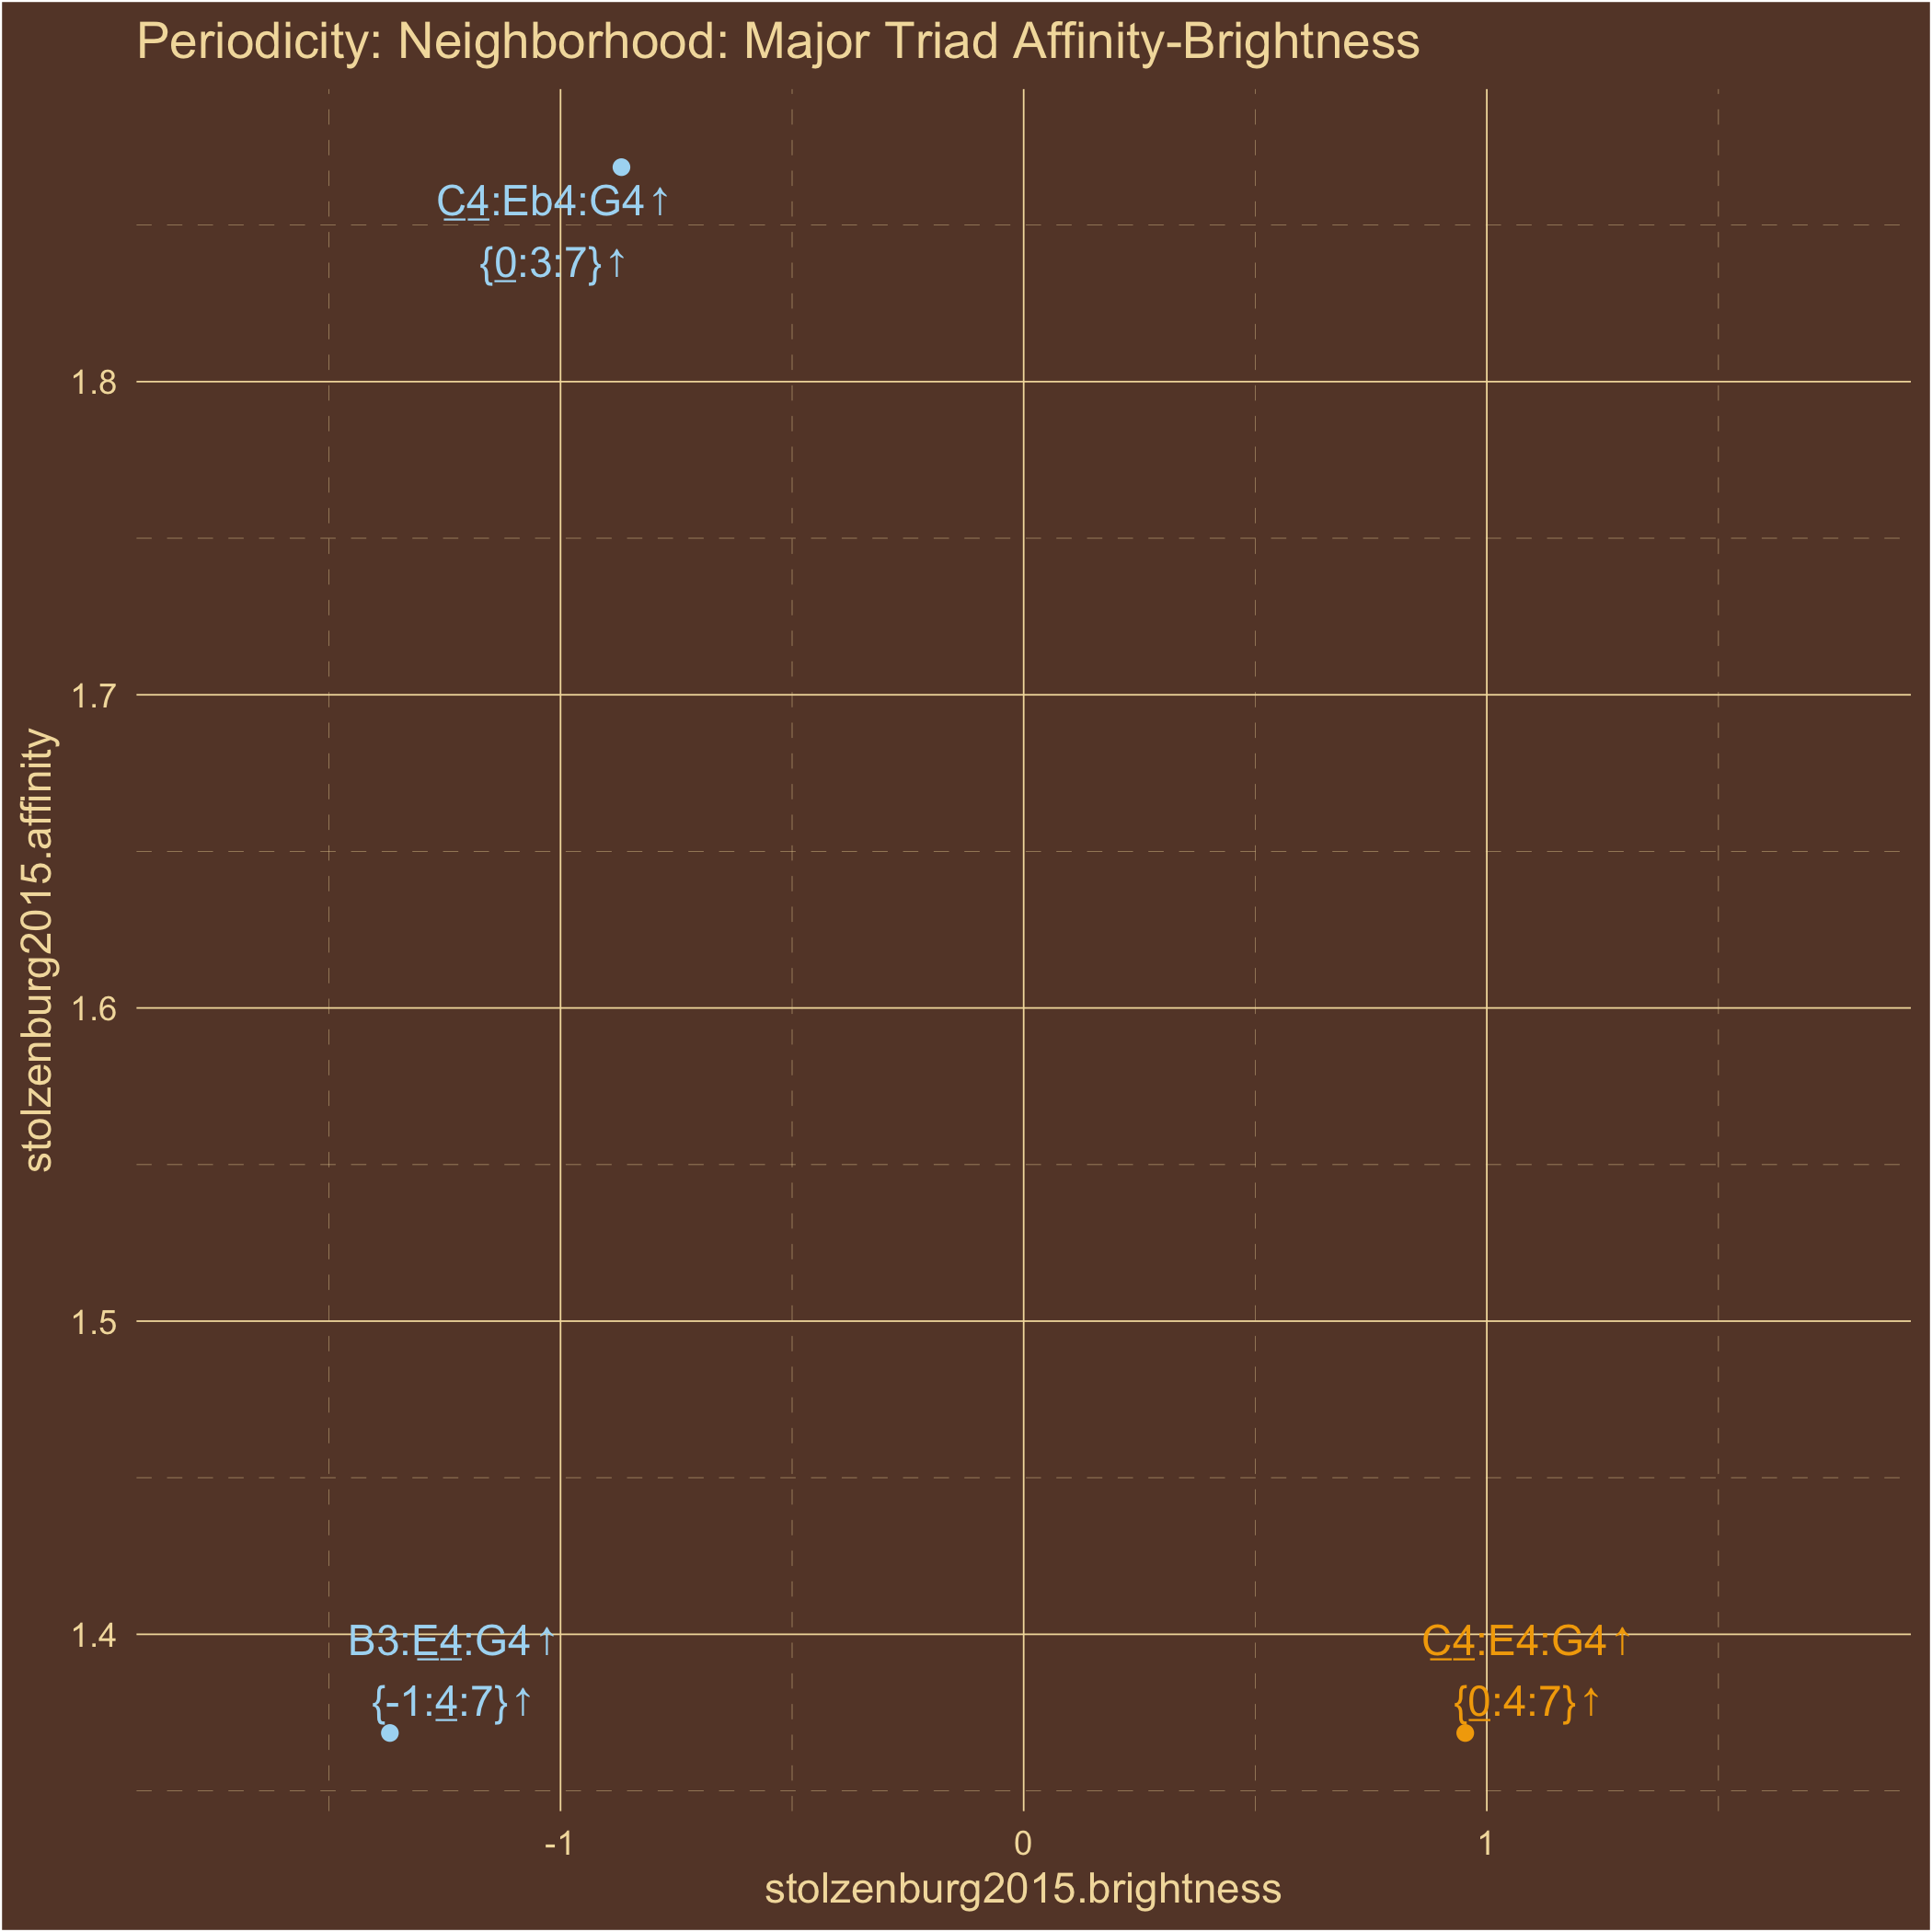 Periodicity: Neighborhood: Major Triad Affinity-Brightness
C4:Eb4:G4↑
{0:3:7}↑
1.8
1.7
stolzenburg2015.affinity
1.6
1.5
1.4
B3:E4:G4↑
{-1:4:7}↑
C4:E4:G4↑
{0:4:7}↑
-1
0
1
stolzenburg2015.brightness